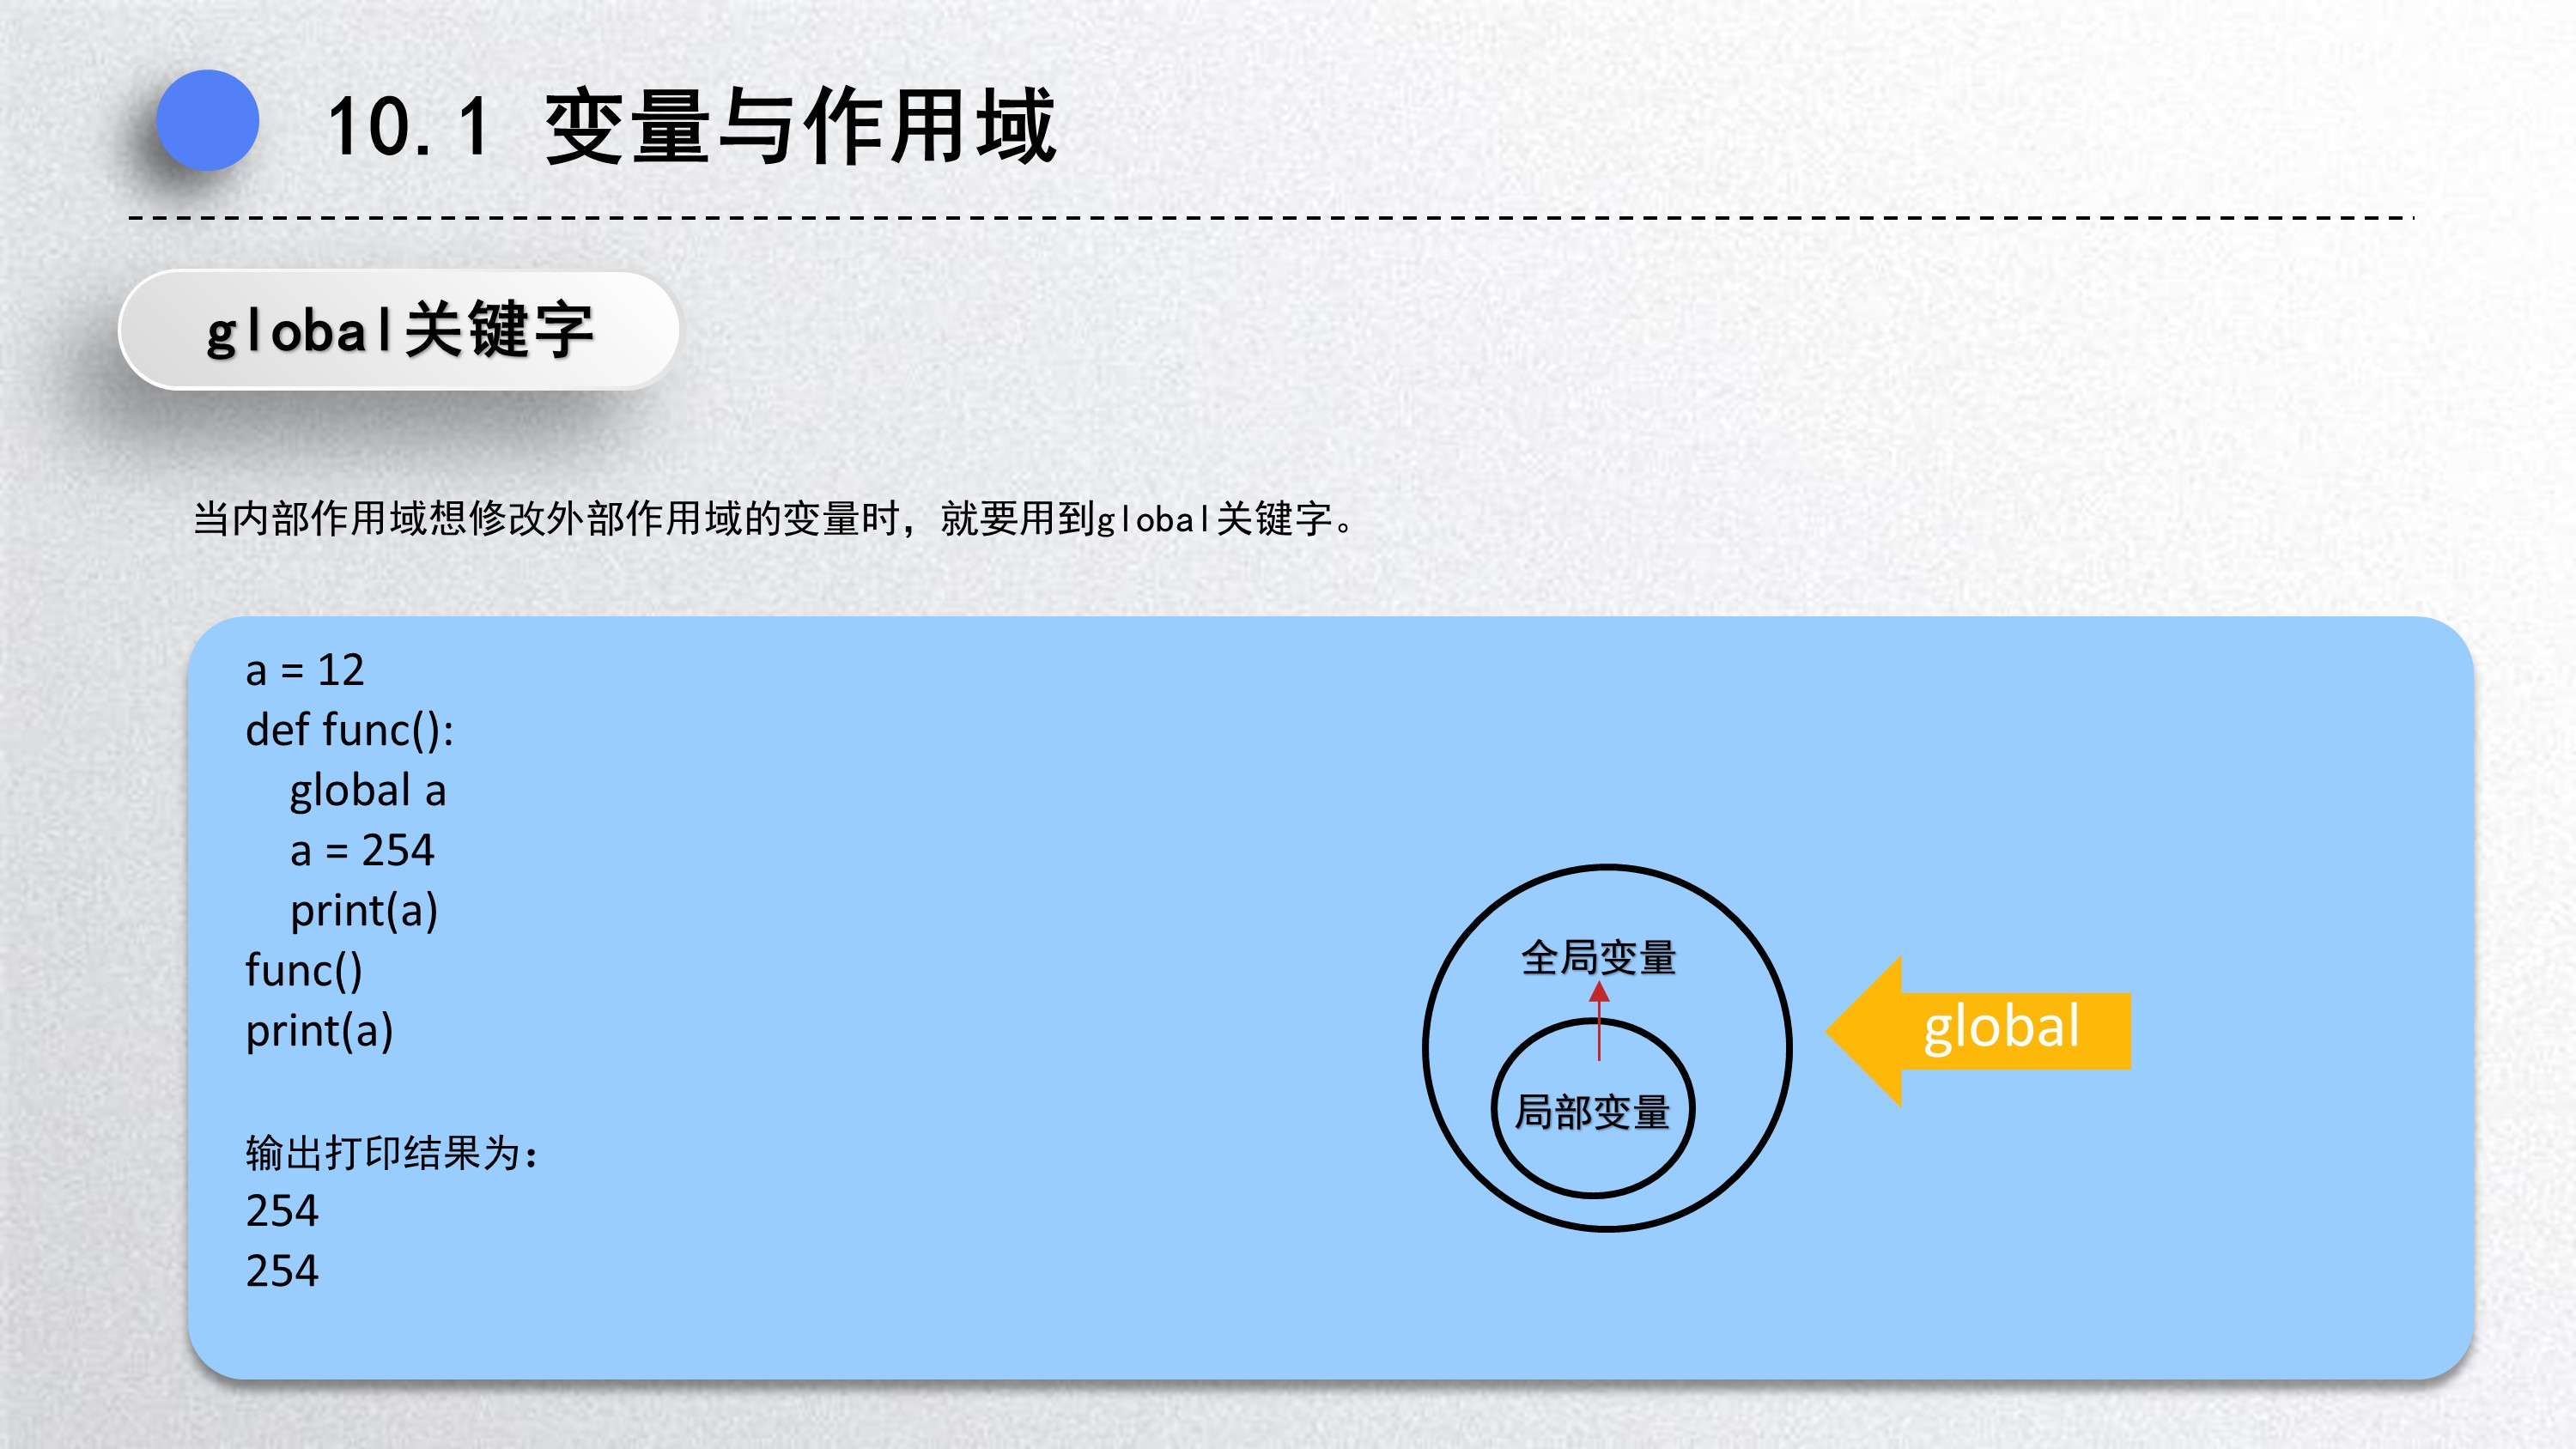 10.1 变量与作用域
global关键字
当内部作用域想修改外部作用域的变量时，就要用到global关键字。
a = 12
def func():
    global a
    a = 254
    print(a)
func()
print(a)
输出打印结果为：
254
254
全局变量
局部变量
global